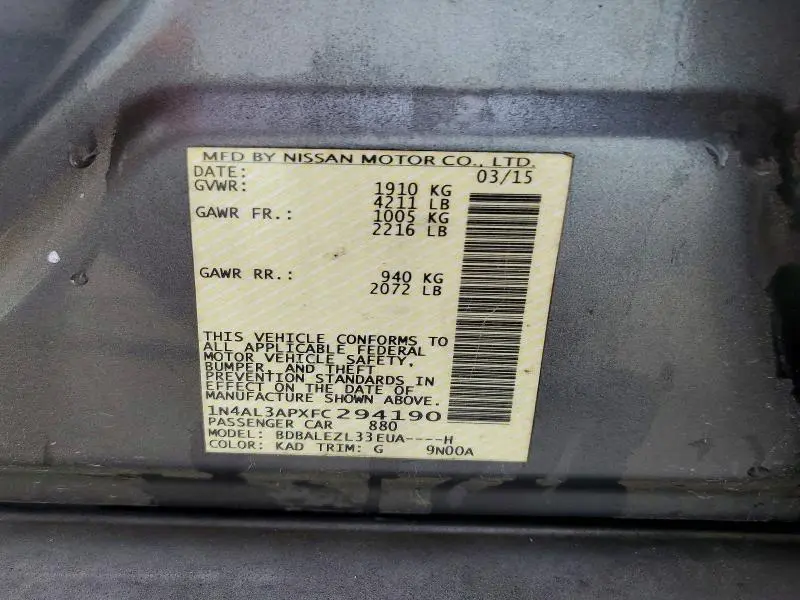 MFD BY NISSAN MOTOR CO., LTD.
DATE: 03/15
GVWR: 1910 KG
4211 LB
GAWR FR.: 1005 KG
2216 LB
GAWR RR.: 940 KG
2072 LB
THIS VEHICLE CONFORMS TO
ALL APPLICABLE FEDERAL
MOTOR VEHICLE SAFETY,
BUMPER, AND THEFT
PREVENTION STANDARDS IN
EFFECT ON THE DATE OF
MANUFACTURE SHOWN ABOVE.
1N4AL3APXFC294190
PASSENGER CAR 880
MODEL: BDBALEZL33EUA----H
COLOR: KAD TRIM: G 9N00A